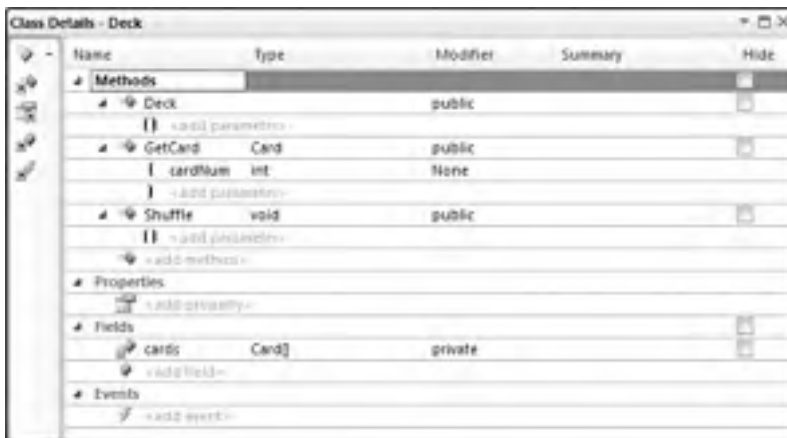 Class Details - Deck
Name Type Modifier Summary Hide
Methods
Deck public
() <add parameter>
GetCard Card public
( cardNum int None
) <add parameter>
Shuffle void public
() <add parameter>
<add method>
Properties
<add property>
Fields
cards Card[] private
<add field>
Events
<add event>